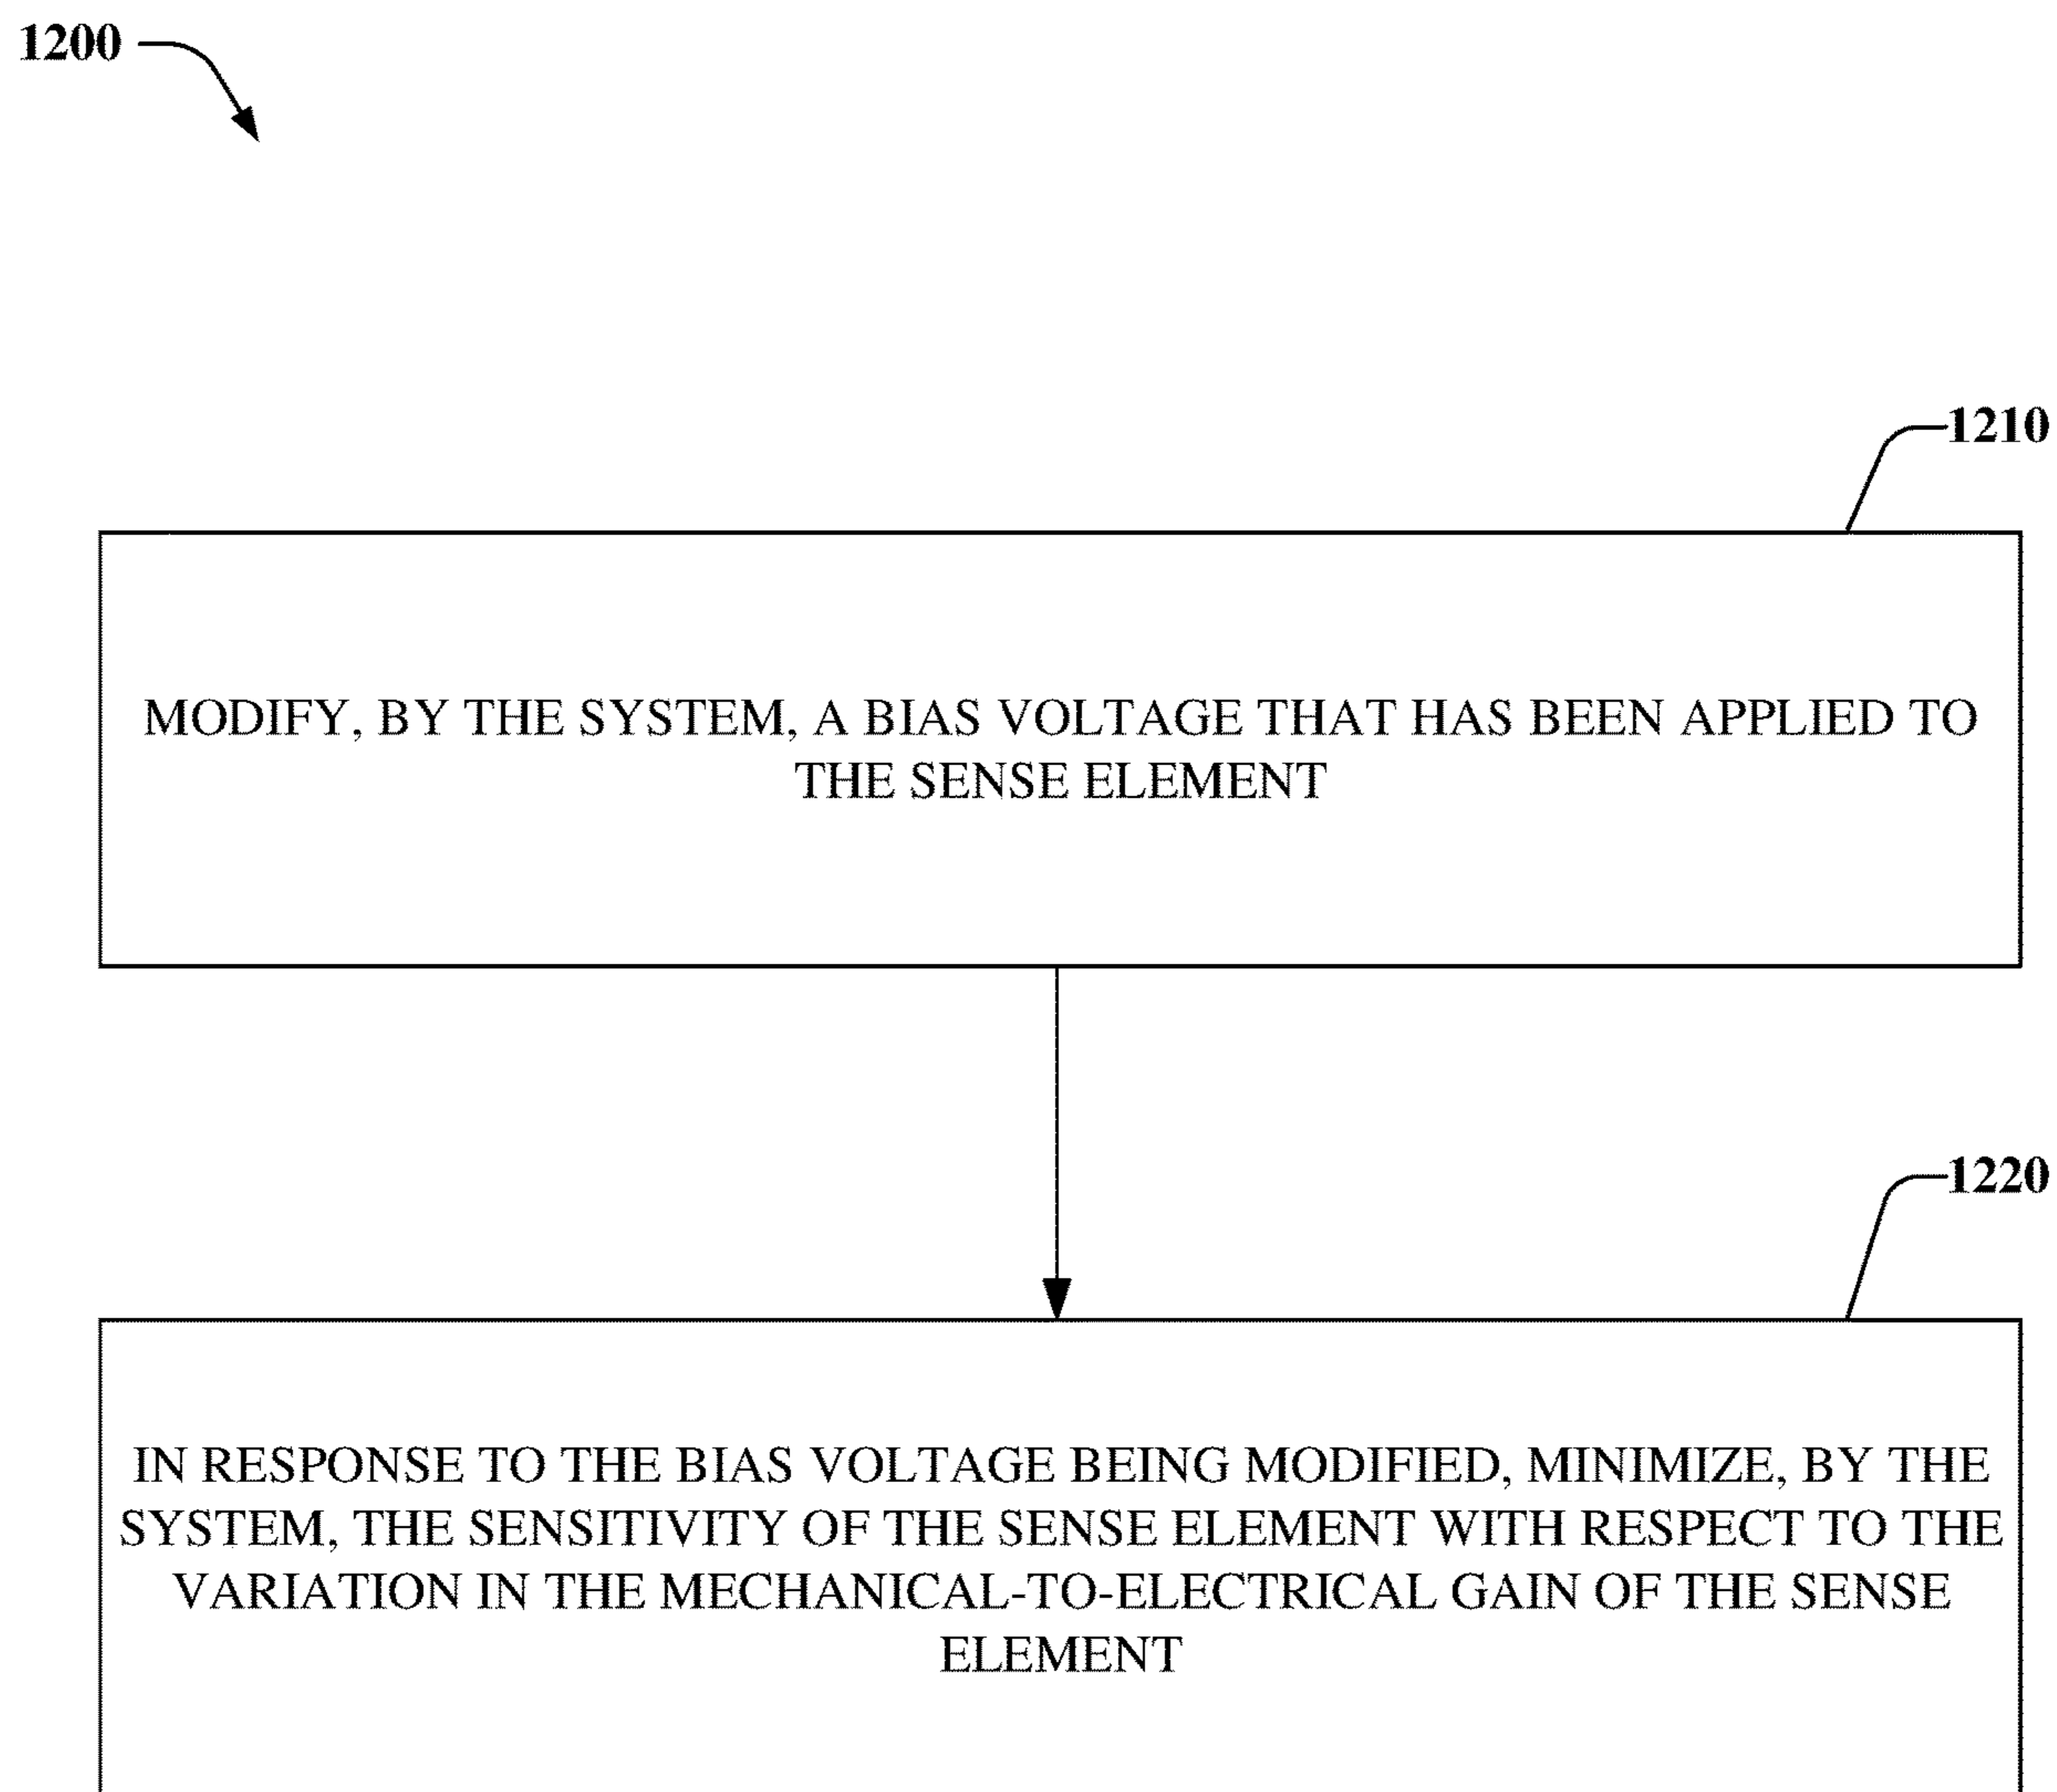 1200
1210
MODIFY, BY THE SYSTEM, A BIAS VOLTAGE THAT HAS BEEN APPLIED TO
THE SENSE ELEMENT
1220
IN RESPONSE TO THE BIAS VOLTAGE BEING MODIFIED, MINIMIZE, BY THE
SYSTEM, THE SENSITIVITY OF THE SENSE ELEMENT WITH RESPECT TO THE
VARIATION IN THE MECHANICAL-TO-ELECTRICAL GAIN OF THE SENSE
ELEMENT